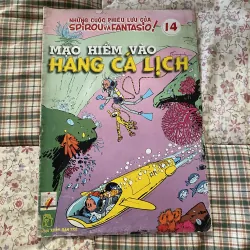 NHỮNG CUỘC PHIÊU LƯU CỦA
SPIROU VÀ FANTASIO! 14
MẠO HIỂM VÀO
HANG CÁ LỊCH